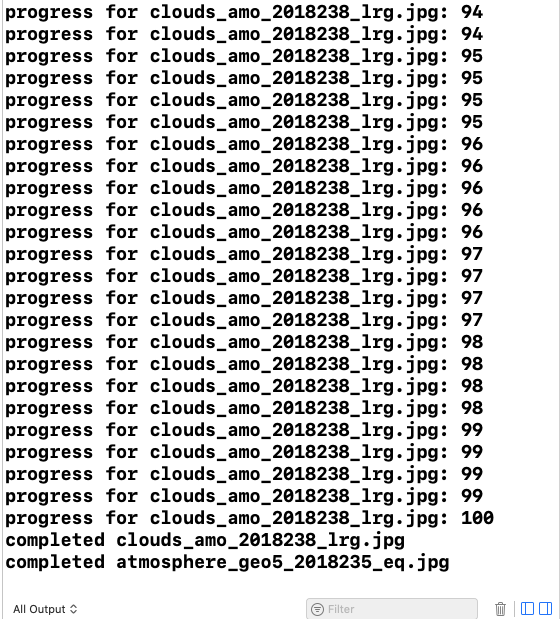 progress for clouds_amo_2018238_lrg.jpg: 94
progress for clouds_amo_2018238_lrg.jpg: 94
progress for clouds_amo_2018238_lrg.jpg: 95
progress for clouds_amo_2018238_lrg.jpg: 95
progress for clouds_amo_2018238_lrg.jpg: 95
progress for clouds_amo_2018238_lrg.jpg: 95
progress for clouds_amo_2018238_lrg.jpg: 96
progress for clouds_amo_2018238_lrg.jpg: 96
progress for clouds_amo_2018238_lrg.jpg: 96
progress for clouds_amo_2018238_lrg.jpg: 96
progress for clouds_amo_2018238_lrg.jpg: 96
progress for clouds_amo_2018238_lrg.jpg: 97
progress for clouds_amo_2018238_lrg.jpg: 97
progress for clouds_amo_2018238_lrg.jpg: 97
progress for clouds_amo_2018238_lrg.jpg: 97
progress for clouds_amo_2018238_lrg.jpg: 98
progress for clouds_amo_2018238_lrg.jpg: 98
progress for clouds_amo_2018238_lrg.jpg: 98
progress for clouds_amo_2018238_lrg.jpg: 98
progress for clouds_amo_2018238_lrg.jpg: 99
progress for clouds_amo_2018238_lrg.jpg: 99
progress for clouds_amo_2018238_lrg.jpg: 99
progress for clouds_amo_2018238_lrg.jpg: 99
progress for clouds_amo_2018238_lrg.jpg: 100
completed clouds_amo_2018238_lrg.jpg
completed atmosphere_geo5_2018235_eq.jpg
All Output Filter